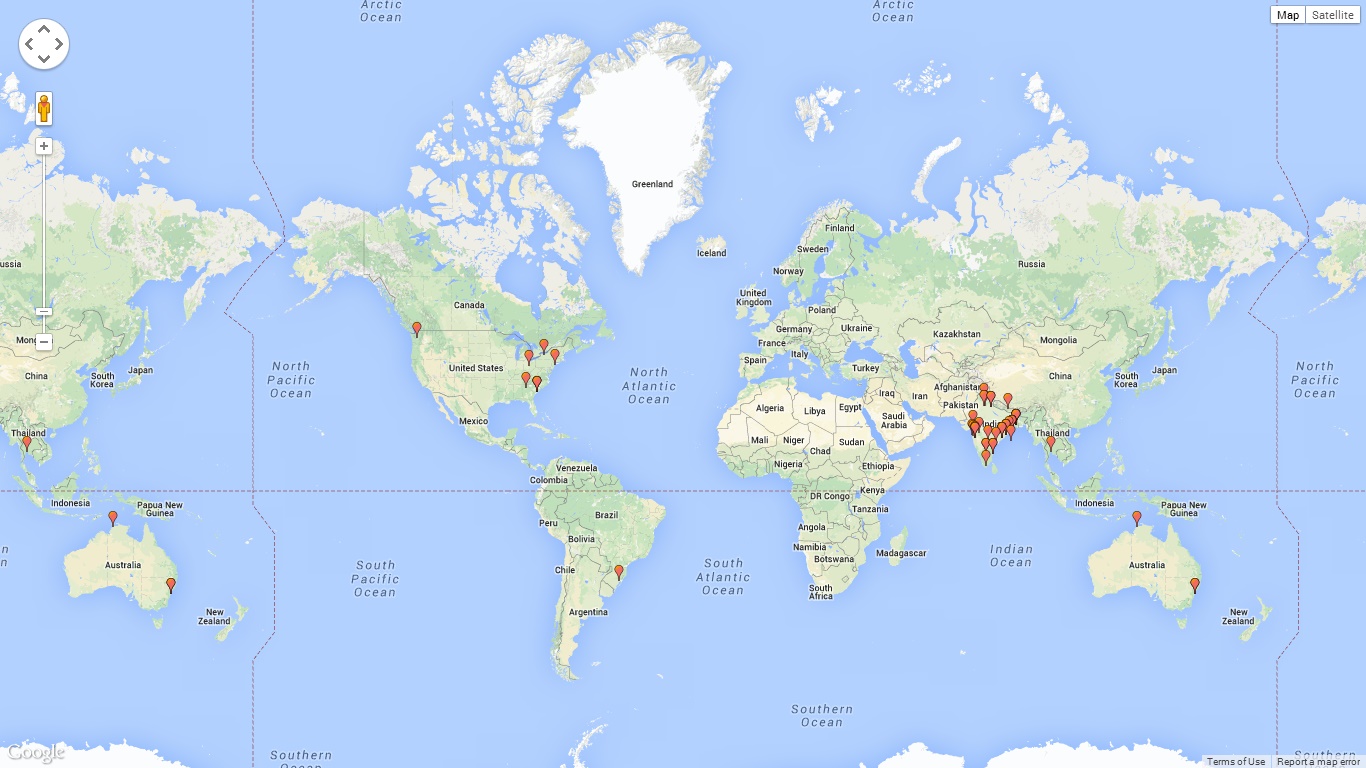 Arctic
Ocean
Arctic
Ocean
Map
Satellite
Greenland
Iceland
Finland
Sweden
Norway
ussia
Russia
Canada
United
Kingdom
Poland
Ukraine
Germany
France
Italy
Spain
Turkey
Kazakhstan
Mongolia
Mong
China
South
Korea
Japan
North
Pacific
Ocean
United States
North
Atlantic
Ocean
Mexico
Algeria
Libya
Egypt
Iraq
Iran
Saudi
Arabia
Afghanistan
Pakistan
China
South
Korea
Japan
North
Pacific
Ocean
Thailand
Mali
Niger
Chad
Sudan
Nigeria
Ethiopia
India
Thailand
Venezuela
Colombia
Indonesia
Papua New
Guinea
Brazil
Peru
Bolivia
DR Congo
Kenya
Tanzania
Angola
Namibia
Botswana
Madagascar
Indonesia
Papua New
Guinea
n
n
Australia
South
Pacific
Ocean
Chile
Argentina
South
Atlantic
Ocean
South
Africa
Indian
Ocean
Australia
New
Zealand
New
Zealand
Southern
Ocean
Southern
Ocean
Southern
Google
Terms of Use
Report a map error